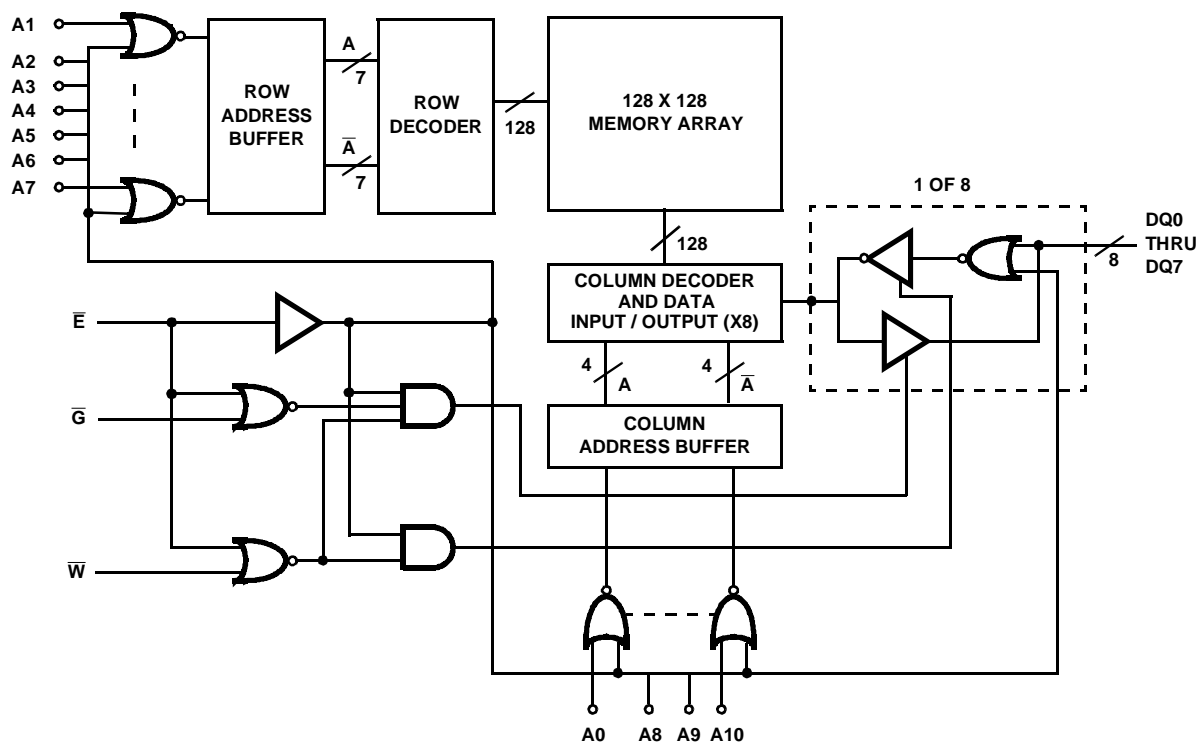 A1
A2
A3
A4
A5
A6
A7
ROW
ADDRESS
BUFFER
A
7
A̅
7
ROW
DECODER
128
128 X 128
MEMORY ARRAY
128
1 OF 8
DQ0
THRU
DQ7
8
COLUMN DECODER
AND DATA
INPUT / OUTPUT (X8)
4
A
4
A̅
COLUMN
ADDRESS BUFFER
E̅
G̅
W̅
A0
A8
A9
A10